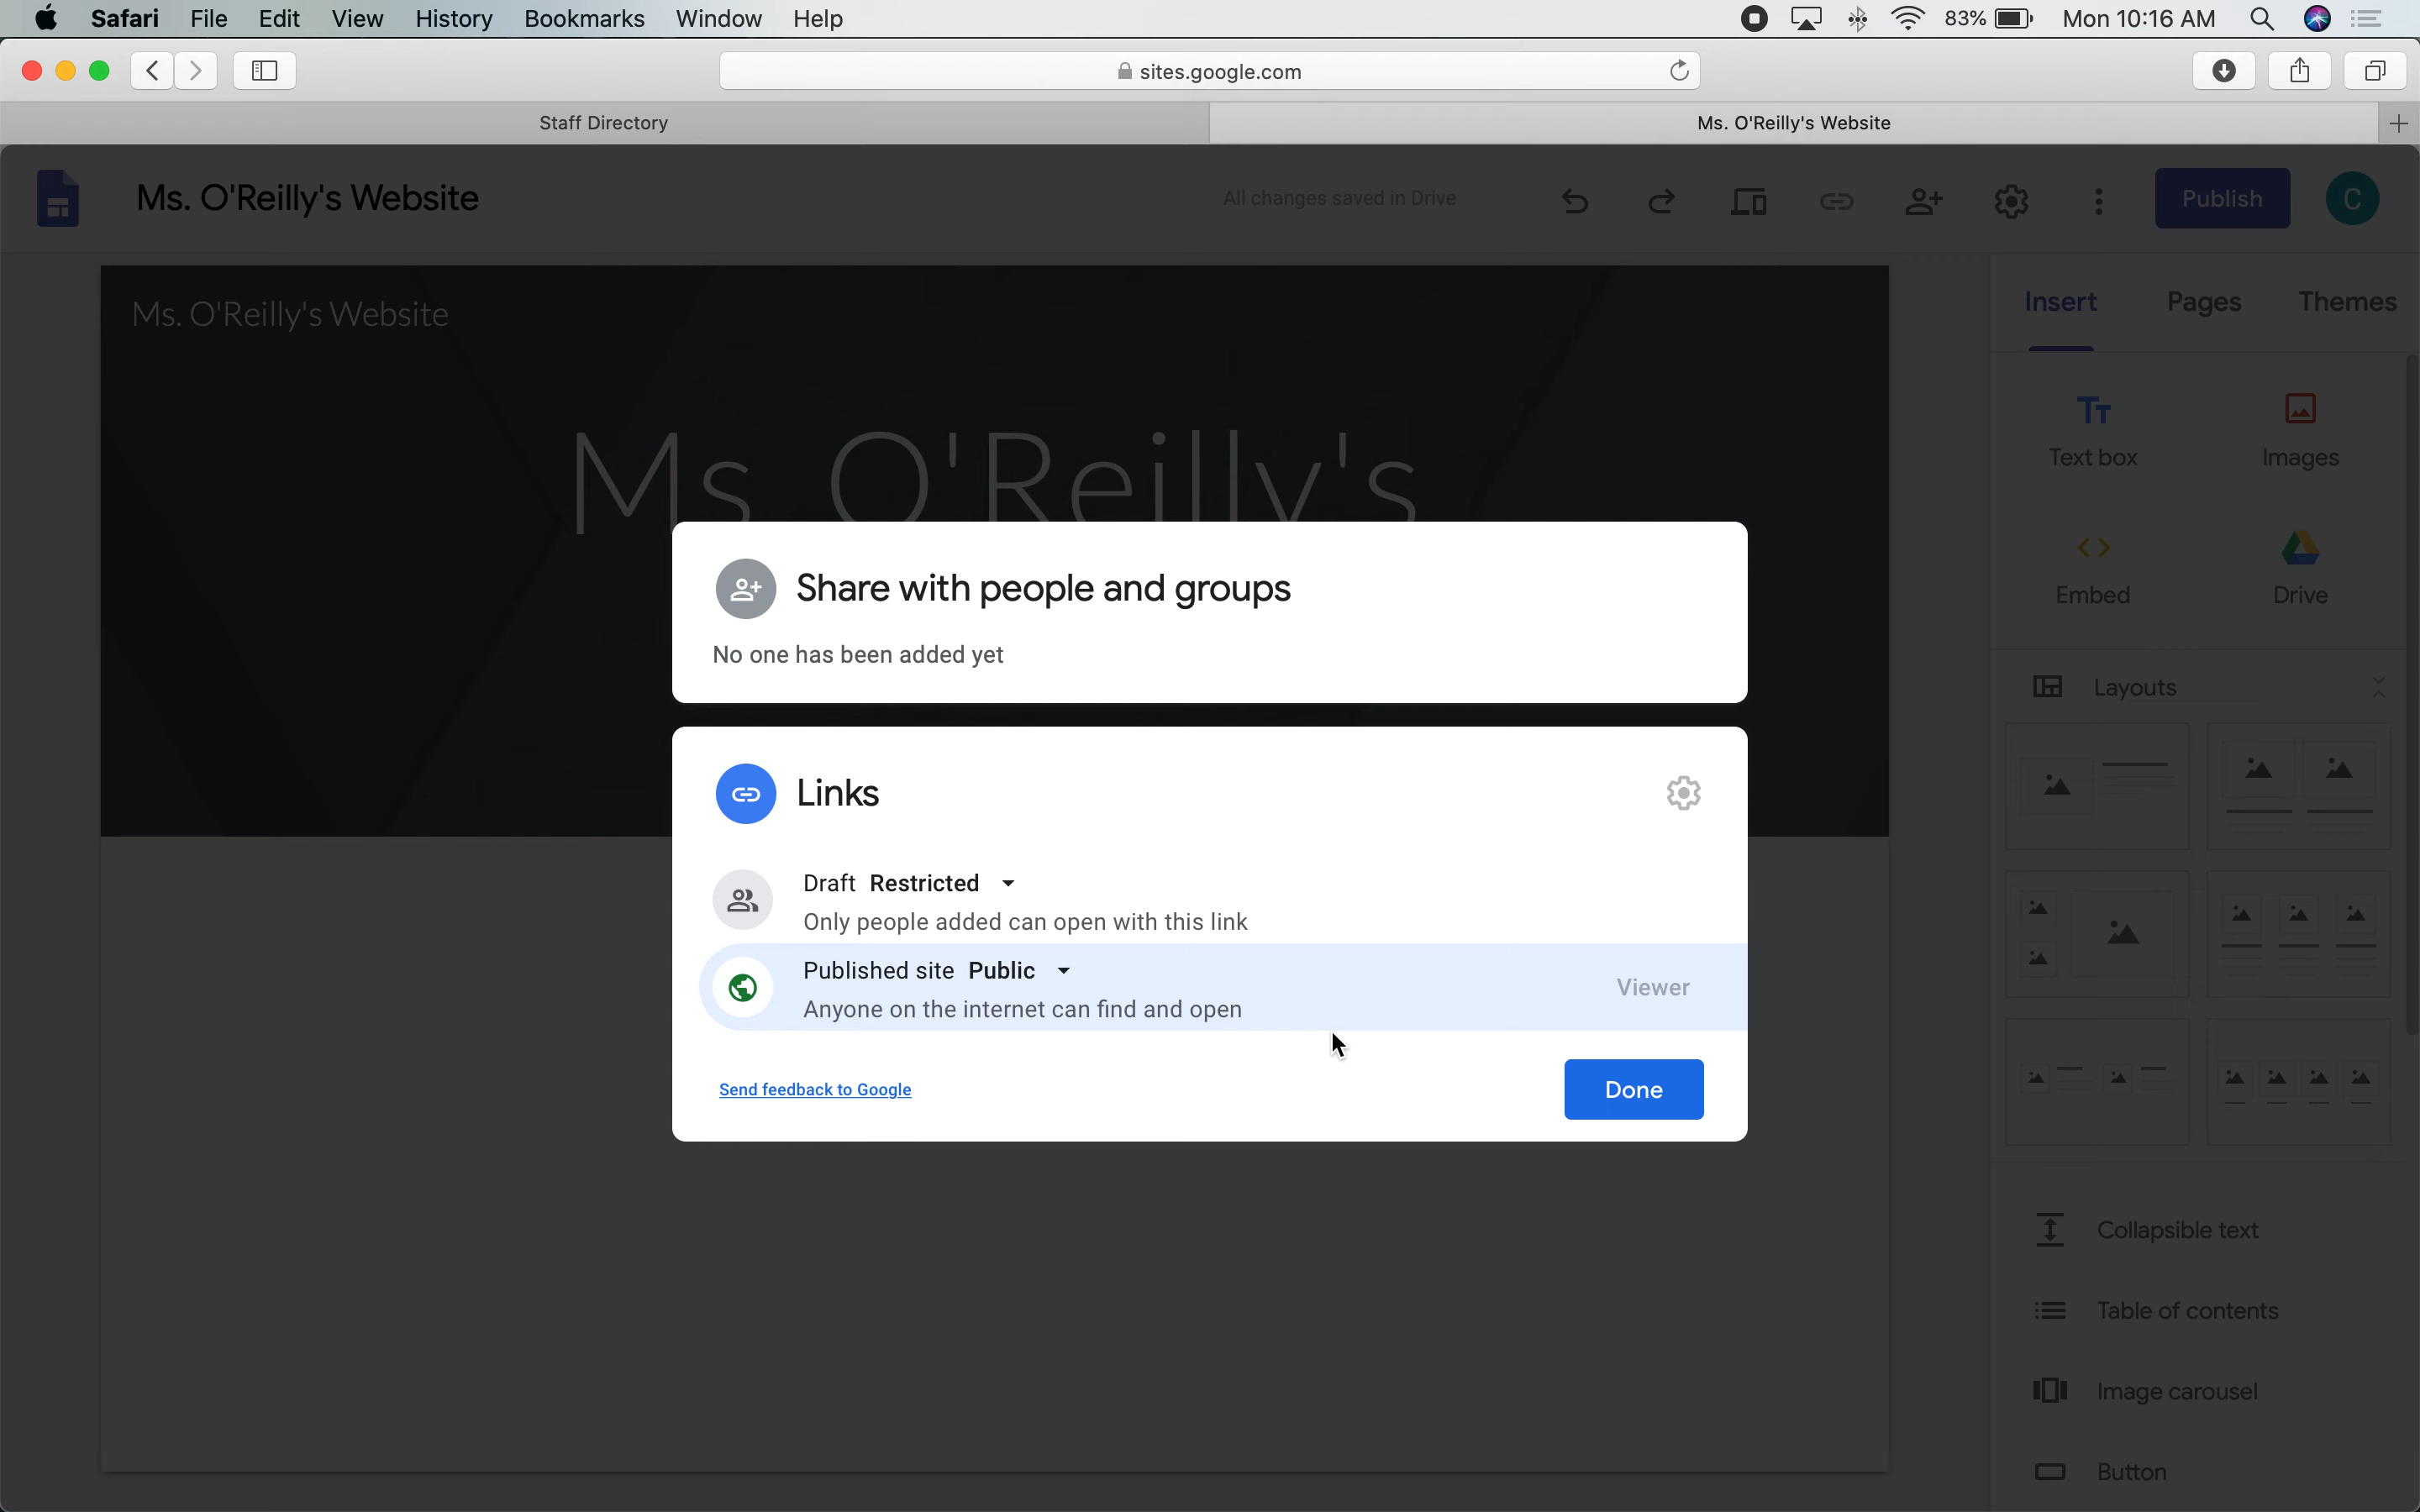 Safari File Edit View History Bookmarks Window Help 83% Mon 10:16 AM
sites.google.com
Staff Directory
Ms. O'Reilly's Website
Ms. O'Reilly's Website
All changes saved in Drive
Publish
C
Ms. O'Reilly's Website
Ms. O'Reilly's
Insert Pages Themes
Text box
Images
Embed
Drive
Layouts
Collapsible text
Table of contents
Image carousel
Button
Share with people and groups
No one has been added yet
Links
Draft Restricted
Only people added can open with this link
Published site Public
Anyone on the internet can find and open
Viewer
Send feedback to Google
Done